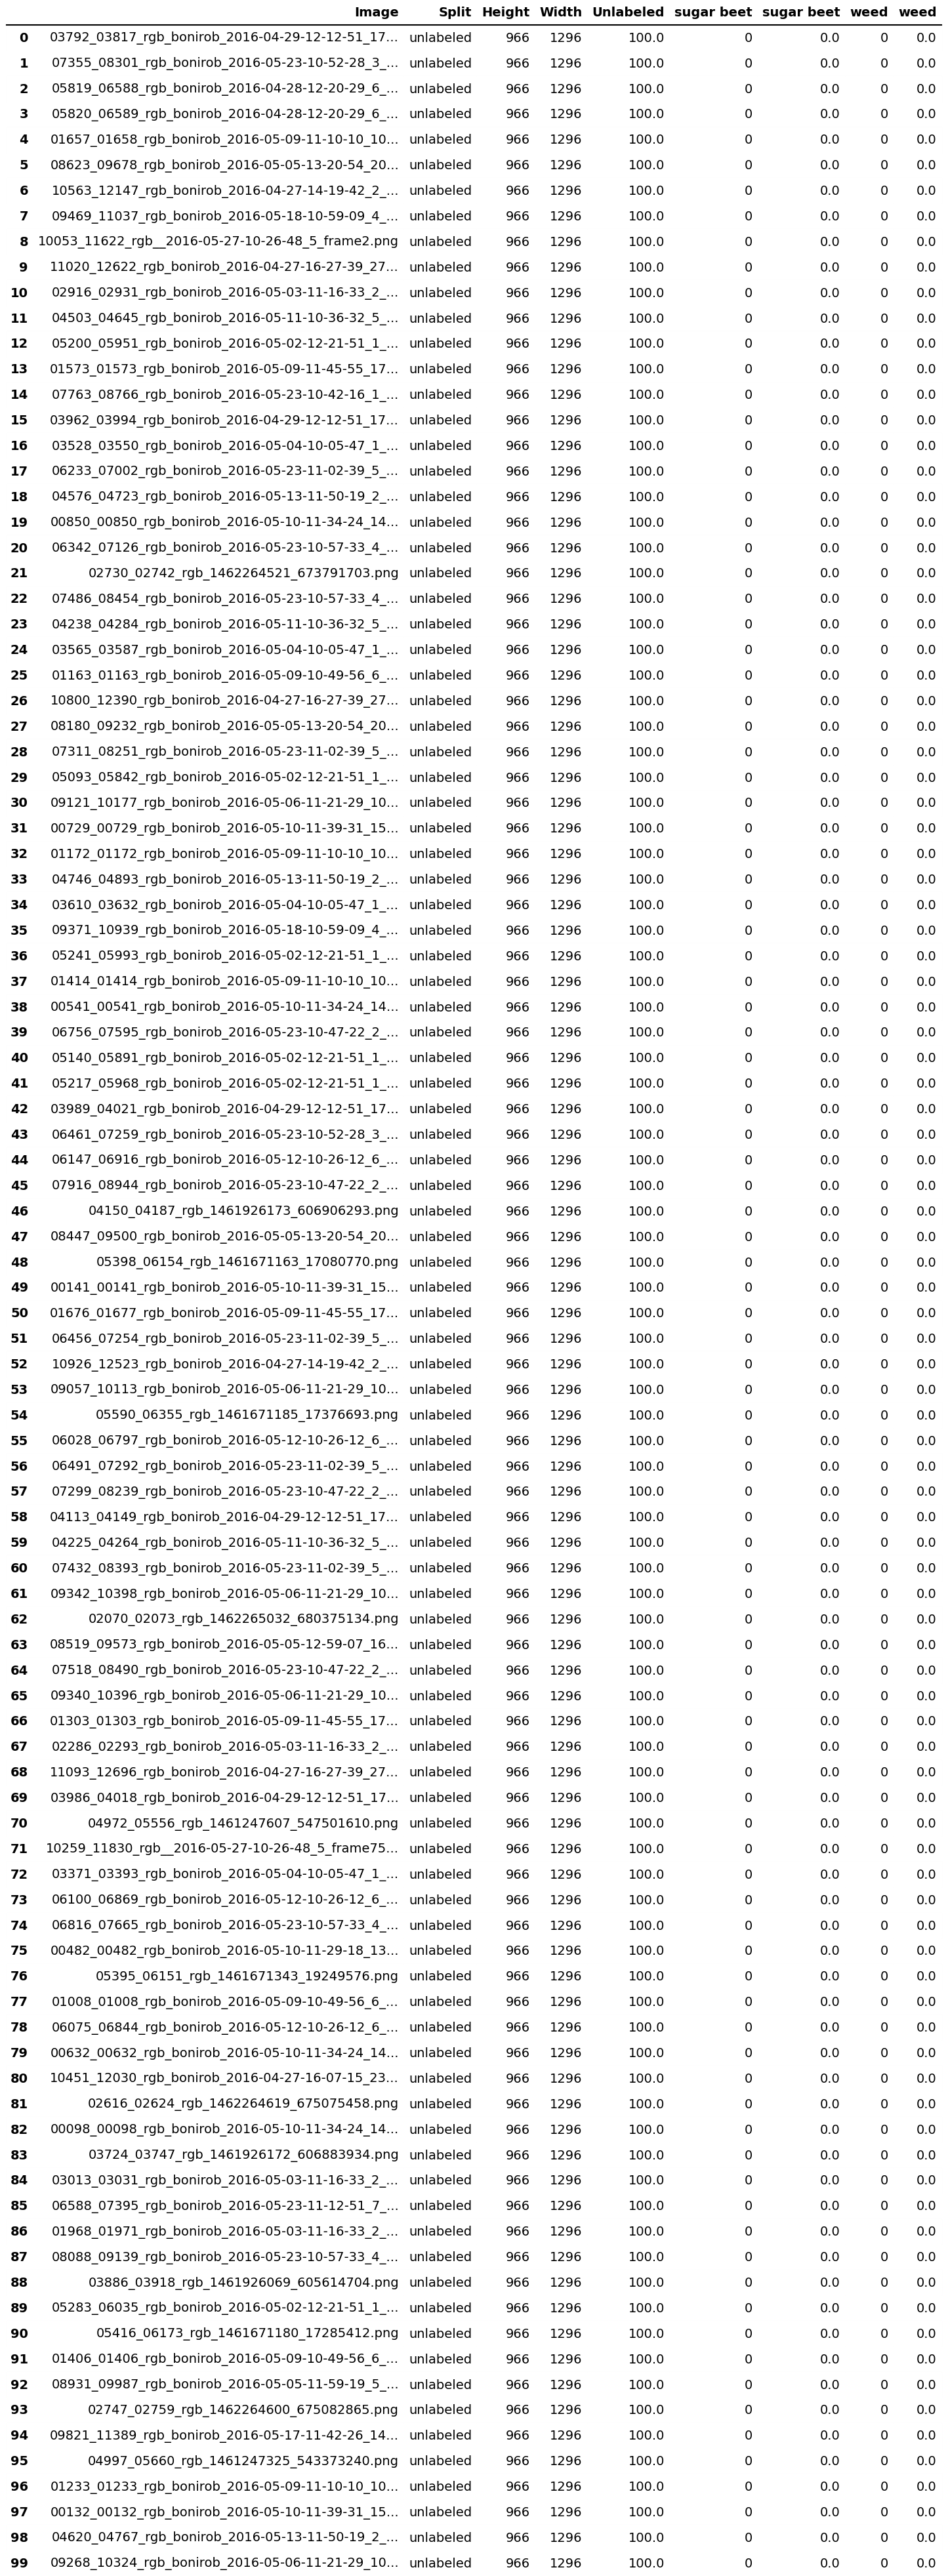 Image Split Height Width Unlabeled sugar beet sugar beet weed weed
0 03792_03817_rgb_bonirob_2016-04-29-12-12-51_17... unlabeled 966 1296 100.0 0 0.0 0 0.0
1 07355_08301_rgb_bonirob_2016-05-23-10-52-28_3_... unlabeled 966 1296 100.0 0 0.0 0 0.0
2 05819_06588_rgb_bonirob_2016-04-28-12-20-29_6_... unlabeled 966 1296 100.0 0 0.0 0 0.0
3 05820_06589_rgb_bonirob_2016-04-28-12-20-29_6_... unlabeled 966 1296 100.0 0 0.0 0 0.0
4 01657_01658_rgb_bonirob_2016-05-09-11-10-10_10... unlabeled 966 1296 100.0 0 0.0 0 0.0
5 08623_09678_rgb_bonirob_2016-05-05-13-20-54_20... unlabeled 966 1296 100.0 0 0.0 0 0.0
6 10563_12147_rgb_bonirob_2016-04-27-14-19-42_2_... unlabeled 966 1296 100.0 0 0.0 0 0.0
7 09469_11037_rgb_bonirob_2016-05-18-10-59-09_4_... unlabeled 966 1296 100.0 0 0.0 0 0.0
8 10053_11622_rgb__2016-05-27-10-26-48_5_frame2.png unlabeled 966 1296 100.0 0 0.0 0 0.0
9 11020_12622_rgb_bonirob_2016-04-27-16-27-39_27... unlabeled 966 1296 100.0 0 0.0 0 0.0
10 02916_02931_rgb_bonirob_2016-05-03-11-16-33_2_... unlabeled 966 1296 100.0 0 0.0 0 0.0
11 04503_04645_rgb_bonirob_2016-05-11-10-36-32_5_... unlabeled 966 1296 100.0 0 0.0 0 0.0
12 05200_05951_rgb_bonirob_2016-05-02-12-21-51_1_... unlabeled 966 1296 100.0 0 0.0 0 0.0
13 01573_01573_rgb_bonirob_2016-05-09-11-45-55_17... unlabeled 966 1296 100.0 0 0.0 0 0.0
14 07763_08766_rgb_bonirob_2016-05-23-10-42-16_1_... unlabeled 966 1296 100.0 0 0.0 0 0.0
15 03962_03994_rgb_bonirob_2016-04-29-12-12-51_17... unlabeled 966 1296 100.0 0 0.0 0 0.0
16 03528_03550_rgb_bonirob_2016-05-04-10-05-47_1_... unlabeled 966 1296 100.0 0 0.0 0 0.0
17 06233_07002_rgb_bonirob_2016-05-23-11-02-39_5_... unlabeled 966 1296 100.0 0 0.0 0 0.0
18 04576_04723_rgb_bonirob_2016-05-13-11-50-19_2_... unlabeled 966 1296 100.0 0 0.0 0 0.0
19 00850_00850_rgb_bonirob_2016-05-10-11-34-24_14... unlabeled 966 1296 100.0 0 0.0 0 0.0
20 06342_07126_rgb_bonirob_2016-05-23-10-57-33_4_... unlabeled 966 1296 100.0 0 0.0 0 0.0
21 02730_02742_rgb_1462264521_673791703.png unlabeled 966 1296 100.0 0 0.0 0 0.0
22 07486_08454_rgb_bonirob_2016-05-23-10-57-33_4_... unlabeled 966 1296 100.0 0 0.0 0 0.0
23 04238_04284_rgb_bonirob_2016-05-11-10-36-32_5_... unlabeled 966 1296 100.0 0 0.0 0 0.0
24 03565_03587_rgb_bonirob_2016-05-04-10-05-47_1_... unlabeled 966 1296 100.0 0 0.0 0 0.0
25 01163_01163_rgb_bonirob_2016-05-09-10-49-56_6_... unlabeled 966 1296 100.0 0 0.0 0 0.0
26 10800_12390_rgb_bonirob_2016-04-27-16-27-39_27... unlabeled 966 1296 100.0 0 0.0 0 0.0
27 08180_09232_rgb_bonirob_2016-05-05-13-20-54_20... unlabeled 966 1296 100.0 0 0.0 0 0.0
28 07311_08251_rgb_bonirob_2016-05-23-11-02-39_5_... unlabeled 966 1296 100.0 0 0.0 0 0.0
29 05093_05842_rgb_bonirob_2016-05-02-12-21-51_1_... unlabeled 966 1296 100.0 0 0.0 0 0.0
30 09121_10177_rgb_bonirob_2016-05-06-11-21-29_10... unlabeled 966 1296 100.0 0 0.0 0 0.0
31 00729_00729_rgb_bonirob_2016-05-10-11-39-31_15... unlabeled 966 1296 100.0 0 0.0 0 0.0
32 01172_01172_rgb_bonirob_2016-05-09-11-10-10_10... unlabeled 966 1296 100.0 0 0.0 0 0.0
33 04746_04893_rgb_bonirob_2016-05-13-11-50-19_2_... unlabeled 966 1296 100.0 0 0.0 0 0.0
34 03610_03632_rgb_bonirob_2016-05-04-10-05-47_1_... unlabeled 966 1296 100.0 0 0.0 0 0.0
35 09371_10939_rgb_bonirob_2016-05-18-10-59-09_4_... unlabeled 966 1296 100.0 0 0.0 0 0.0
36 05241_05993_rgb_bonirob_2016-05-02-12-21-51_1_... unlabeled 966 1296 100.0 0 0.0 0 0.0
37 01414_01414_rgb_bonirob_2016-05-09-11-10-10_10... unlabeled 966 1296 100.0 0 0.0 0 0.0
38 00541_00541_rgb_bonirob_2016-05-10-11-34-24_14... unlabeled 966 1296 100.0 0 0.0 0 0.0
39 06756_07595_rgb_bonirob_2016-05-23-10-47-22_2_... unlabeled 966 1296 100.0 0 0.0 0 0.0
40 05140_05891_rgb_bonirob_2016-05-02-12-21-51_1_... unlabeled 966 1296 100.0 0 0.0 0 0.0
41 05217_05968_rgb_bonirob_2016-05-02-12-21-51_1_... unlabeled 966 1296 100.0 0 0.0 0 0.0
42 03989_04021_rgb_bonirob_2016-04-29-12-12-51_17... unlabeled 966 1296 100.0 0 0.0 0 0.0
43 06461_07259_rgb_bonirob_2016-05-23-10-52-28_3_... unlabeled 966 1296 100.0 0 0.0 0 0.0
44 06147_06916_rgb_bonirob_2016-05-12-10-26-12_6_... unlabeled 966 1296 100.0 0 0.0 0 0.0
45 07916_08944_rgb_bonirob_2016-05-23-10-47-22_2_... unlabeled 966 1296 100.0 0 0.0 0 0.0
46 04150_04187_rgb_1461926173_606906293.png unlabeled 966 1296 100.0 0 0.0 0 0.0
47 08447_09500_rgb_bonirob_2016-05-05-13-20-54_20... unlabeled 966 1296 100.0 0 0.0 0 0.0
48 05398_06154_rgb_1461671163_17080770.png unlabeled 966 1296 100.0 0 0.0 0 0.0
49 00141_00141_rgb_bonirob_2016-05-10-11-39-31_15... unlabeled 966 1296 100.0 0 0.0 0 0.0
50 01676_01677_rgb_bonirob_2016-05-09-11-45-55_17... unlabeled 966 1296 100.0 0 0.0 0 0.0
51 06456_07254_rgb_bonirob_2016-05-23-11-02-39_5_... unlabeled 966 1296 100.0 0 0.0 0 0.0
52 10926_12523_rgb_bonirob_2016-04-27-14-19-42_2_... unlabeled 966 1296 100.0 0 0.0 0 0.0
53 09057_10113_rgb_bonirob_2016-05-06-11-21-29_10... unlabeled 966 1296 100.0 0 0.0 0 0.0
54 05590_06355_rgb_1461671185_17376693.png unlabeled 966 1296 100.0 0 0.0 0 0.0
55 06028_06797_rgb_bonirob_2016-05-12-10-26-12_6_... unlabeled 966 1296 100.0 0 0.0 0 0.0
56 06491_07292_rgb_bonirob_2016-05-23-11-02-39_5_... unlabeled 966 1296 100.0 0 0.0 0 0.0
57 07299_08239_rgb_bonirob_2016-05-23-10-47-22_2_... unlabeled 966 1296 100.0 0 0.0 0 0.0
58 04113_04149_rgb_bonirob_2016-04-29-12-12-51_17... unlabeled 966 1296 100.0 0 0.0 0 0.0
59 04225_04264_rgb_bonirob_2016-05-11-10-36-32_5_... unlabeled 966 1296 100.0 0 0.0 0 0.0
60 07432_08393_rgb_bonirob_2016-05-23-11-02-39_5_... unlabeled 966 1296 100.0 0 0.0 0 0.0
61 09342_10398_rgb_bonirob_2016-05-06-11-21-29_10... unlabeled 966 1296 100.0 0 0.0 0 0.0
62 02070_02073_rgb_1462265032_680375134.png unlabeled 966 1296 100.0 0 0.0 0 0.0
63 08519_09573_rgb_bonirob_2016-05-05-12-59-07_16... unlabeled 966 1296 100.0 0 0.0 0 0.0
64 07518_08490_rgb_bonirob_2016-05-23-10-47-22_2_... unlabeled 966 1296 100.0 0 0.0 0 0.0
65 09340_10396_rgb_bonirob_2016-05-06-11-21-29_10... unlabeled 966 1296 100.0 0 0.0 0 0.0
66 01303_01303_rgb_bonirob_2016-05-09-11-45-55_17... unlabeled 966 1296 100.0 0 0.0 0 0.0
67 02286_02293_rgb_bonirob_2016-05-03-11-16-33_2_... unlabeled 966 1296 100.0 0 0.0 0 0.0
68 11093_12696_rgb_bonirob_2016-04-27-16-27-39_27... unlabeled 966 1296 100.0 0 0.0 0 0.0
69 03986_04018_rgb_bonirob_2016-04-29-12-12-51_17... unlabeled 966 1296 100.0 0 0.0 0 0.0
70 04972_05556_rgb_1461247607_547501610.png unlabeled 966 1296 100.0 0 0.0 0 0.0
71 10259_11830_rgb__2016-05-27-10-26-48_5_frame75... unlabeled 966 1296 100.0 0 0.0 0 0.0
72 03371_03393_rgb_bonirob_2016-05-04-10-05-47_1_... unlabeled 966 1296 100.0 0 0.0 0 0.0
73 06100_06869_rgb_bonirob_2016-05-12-10-26-12_6_... unlabeled 966 1296 100.0 0 0.0 0 0.0
74 06816_07665_rgb_bonirob_2016-05-23-10-57-33_4_... unlabeled 966 1296 100.0 0 0.0 0 0.0
75 00482_00482_rgb_bonirob_2016-05-10-11-29-18_13... unlabeled 966 1296 100.0 0 0.0 0 0.0
76 05395_06151_rgb_1461671343_19249576.png unlabeled 966 1296 100.0 0 0.0 0 0.0
77 01008_01008_rgb_bonirob_2016-05-09-10-49-56_6_... unlabeled 966 1296 100.0 0 0.0 0 0.0
78 06075_06844_rgb_bonirob_2016-05-12-10-26-12_6_... unlabeled 966 1296 100.0 0 0.0 0 0.0
79 00632_00632_rgb_bonirob_2016-05-10-11-34-24_14... unlabeled 966 1296 100.0 0 0.0 0 0.0
80 10451_12030_rgb_bonirob_2016-04-27-16-07-15_23... unlabeled 966 1296 100.0 0 0.0 0 0.0
81 02616_02624_rgb_1462264619_675075458.png unlabeled 966 1296 100.0 0 0.0 0 0.0
82 00098_00098_rgb_bonirob_2016-05-10-11-34-24_14... unlabeled 966 1296 100.0 0 0.0 0 0.0
83 03724_03747_rgb_1461926172_606883934.png unlabeled 966 1296 100.0 0 0.0 0 0.0
84 03013_03031_rgb_bonirob_2016-05-03-11-16-33_2_... unlabeled 966 1296 100.0 0 0.0 0 0.0
85 06588_07395_rgb_bonirob_2016-05-23-11-12-51_7_... unlabeled 966 1296 100.0 0 0.0 0 0.0
86 01968_01971_rgb_bonirob_2016-05-03-11-16-33_2_... unlabeled 966 1296 100.0 0 0.0 0 0.0
87 08088_09139_rgb_bonirob_2016-05-23-10-57-33_4_... unlabeled 966 1296 100.0 0 0.0 0 0.0
88 03886_03918_rgb_1461926069_605614704.png unlabeled 966 1296 100.0 0 0.0 0 0.0
89 05283_06035_rgb_bonirob_2016-05-02-12-21-51_1_... unlabeled 966 1296 100.0 0 0.0 0 0.0
90 05416_06173_rgb_1461671180_17285412.png unlabeled 966 1296 100.0 0 0.0 0 0.0
91 01406_01406_rgb_bonirob_2016-05-09-10-49-56_6_... unlabeled 966 1296 100.0 0 0.0 0 0.0
92 08931_09987_rgb_bonirob_2016-05-05-11-59-19_5_... unlabeled 966 1296 100.0 0 0.0 0 0.0
93 02747_02759_rgb_1462264600_675082865.png unlabeled 966 1296 100.0 0 0.0 0 0.0
94 09821_11389_rgb_bonirob_2016-05-17-11-42-26_14... unlabeled 966 1296 100.0 0 0.0 0 0.0
95 04997_05660_rgb_1461247325_543373240.png unlabeled 966 1296 100.0 0 0.0 0 0.0
96 01233_01233_rgb_bonirob_2016-05-09-11-10-10_10... unlabeled 966 1296 100.0 0 0.0 0 0.0
97 00132_00132_rgb_bonirob_2016-05-10-11-39-31_15... unlabeled 966 1296 100.0 0 0.0 0 0.0
98 04620_04767_rgb_bonirob_2016-05-13-11-50-19_2_... unlabeled 966 1296 100.0 0 0.0 0 0.0
99 09268_10324_rgb_bonirob_2016-05-06-11-21-29_10... unlabeled 966 1296 100.0 0 0.0 0 0.0